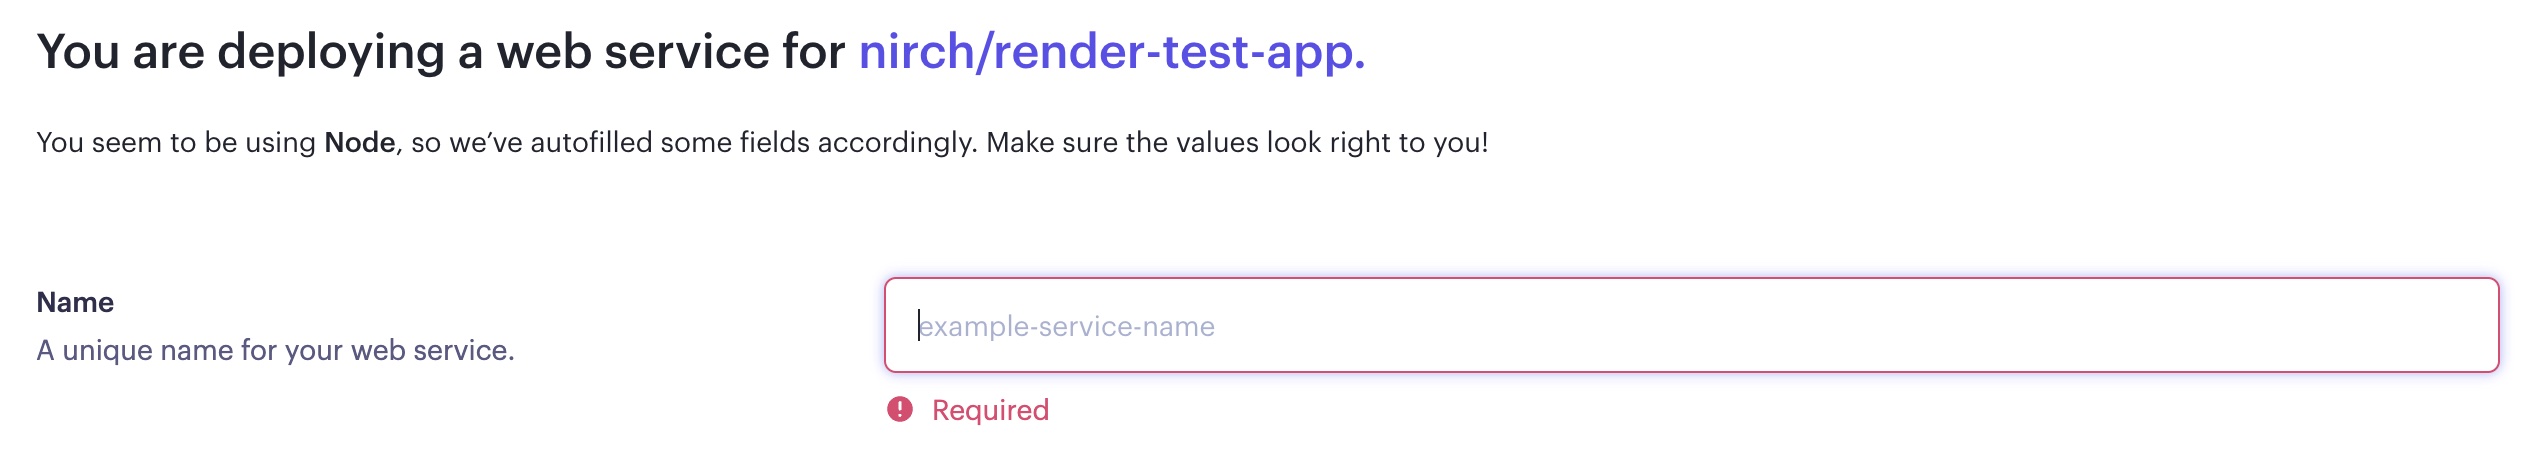 You are deploying a web service for nirch/render-test-app.
You seem to be using Node, so we’ve autofilled some fields accordingly. Make sure the values look right to you!
Name
A unique name for your web service.
example-service-name
Required